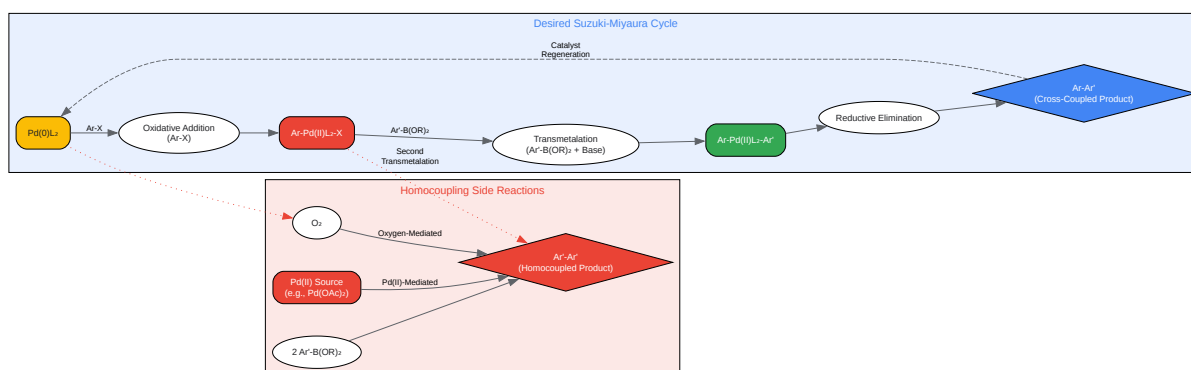 Desired Suzuki-Miyaura Cycle
Catalyst
Regeneration
Pd(0)L₂
Ar-X
Oxidative Addition
(Ar-X)
Ar-Pd(II)L₂-X
Ar'-B(OR)₂
Transmetalation
(Ar'-B(OR)₂ + Base)
Ar-Pd(II)L₂-Ar'
Reductive Elimination
Ar-Ar'
(Cross-Coupled Product)
Second
Transmetalation
Homocoupling Side Reactions
O₂
Oxygen-Mediated
Ar'-Ar'
(Homocoupled Product)
Pd(II) Source
(e.g., Pd(OAc)₂)
Pd(II)-Mediated
2 Ar'-B(OR)₂